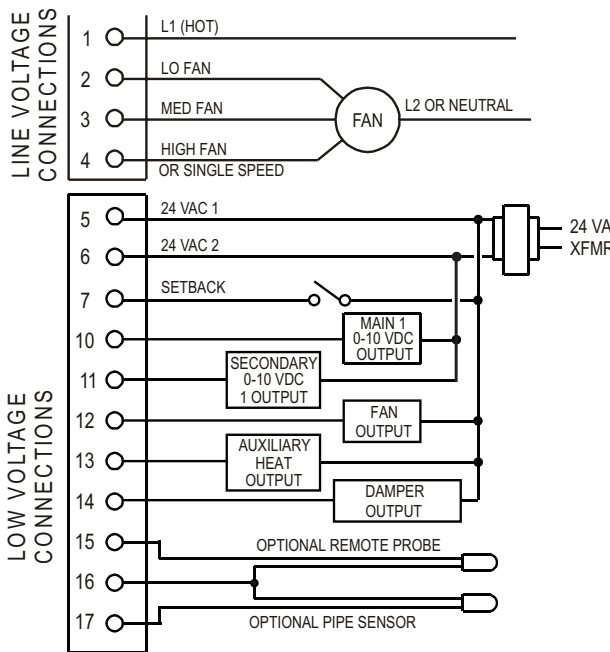 LINE VOLTAGE
CONNECTIONS
1 L1 (HOT)
2 LO FAN
3 MED FAN
4 HIGH FAN
OR SINGLE SPEED
FAN
L2 OR NEUTRAL
LOW VOLTAGE
CONNECTIONS
5 24 VAC 1
6 24 VAC 2
24 VA
XFMR
7 SETBACK
10
MAIN 1
0-10 VDC
OUTPUT
11
SECONDARY
0-10 VDC
1 OUTPUT
12
FAN
OUTPUT
13
AUXILIARY
HEAT
OUTPUT
14
DAMPER
OUTPUT
15 OPTIONAL REMOTE PROBE
16
17 OPTIONAL PIPE SENSOR